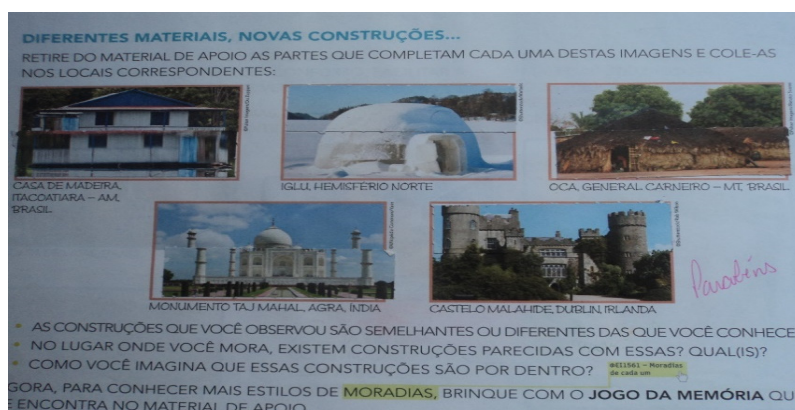 DIFERENTES MATERIAIS, NOVAS CONSTRUÇÕES...
RETIRE DO MATERIAL DE APOIO AS PARTES QUE COMPLETAM CADA UMA DESTAS IMAGENS E COLE-AS
NOS LOCAIS CORRESPONDENTES:
CASA DE MADEIRA,
ITACOATIARA – AM,
BRASIL
IGLU, HEMISFÉRIO NORTE
OCA, GENERAL CARNEIRO – MT, BRASIL
MONUMENTO TAJ MAHAL, AGRA, ÍNDIA
CASTELO MALAHIDE, DUBLIN, IRLANDA
Parabéns
• AS CONSTRUÇÕES QUE VOCÊ OBSERVOU SÃO SEMELHANTES OU DIFERENTES DAS QUE VOCÊ CONHECE
• NO LUGAR ONDE VOCÊ MORA, EXISTEM CONSTRUÇÕES PARECIDAS COM ESSAS? QUAL(IS)?
• COMO VOCÊ IMAGINA QUE ESSAS CONSTRUÇÕES SÃO POR DENTRO?
#EI1561 – Moradias
de cada um
GORA, PARA CONHECER MAIS ESTILOS DE MORADIAS, BRINQUE COM O JOGO DA MEMÓRIA QU
E ENCONTRA NO MATERIAL DE APOIO